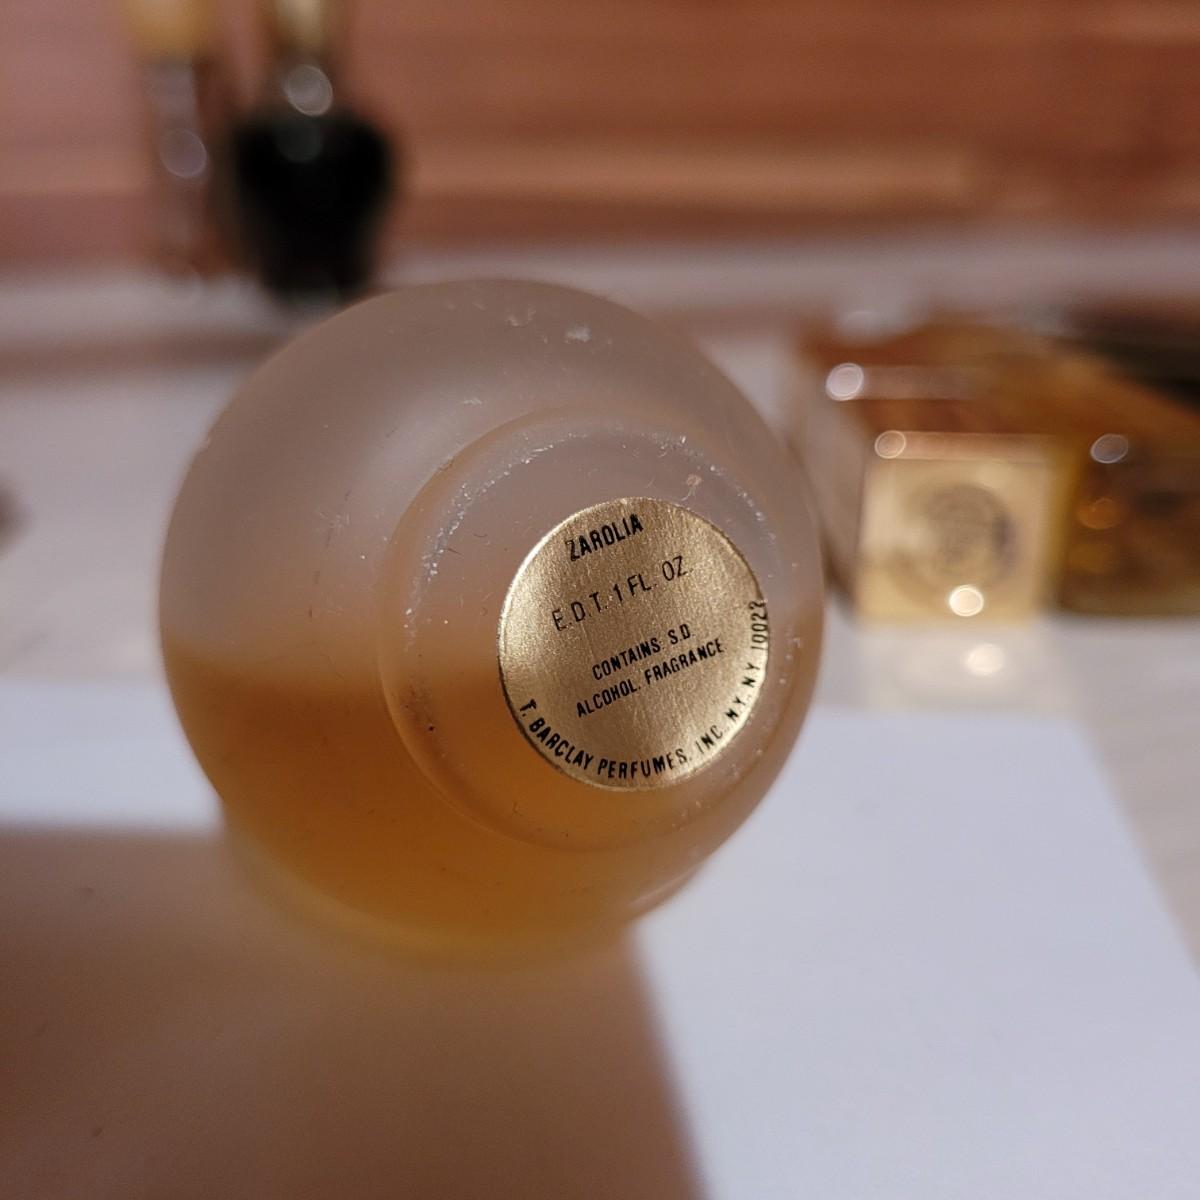 ZAROLIA
E.D.T. 1 FL. OZ.
CONTAINS S.D.
ALCOHOL. FRAGRANCE
T. BARCLAY PERFUMES, INC. N.Y. N.Y. 10022